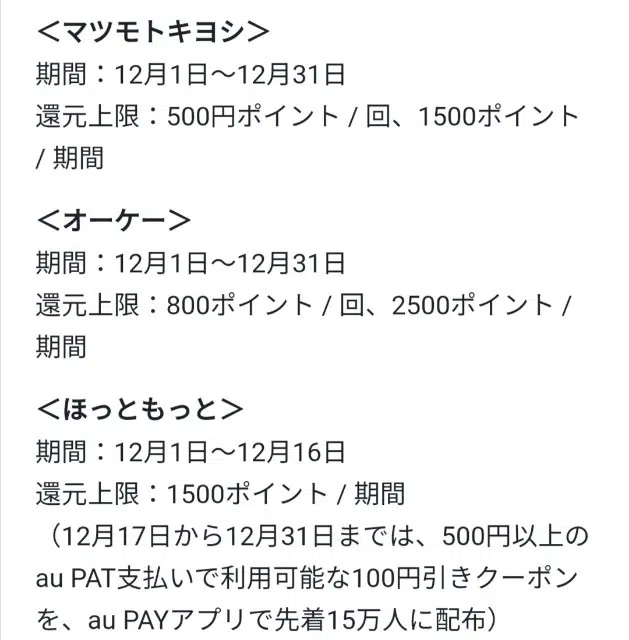 ＜マツモトキヨシ＞
期間：12月1日～12月31日
還元上限：500円ポイント / 回、1500ポイント
/ 期間
＜オーケー＞
期間：12月1日～12月31日
還元上限：800ポイント / 回、2500ポイント /
期間
＜ほっともっと＞
期間：12月1日～12月16日
還元上限：1500ポイント / 期間
（12月17日から12月31日までは、500円以上の
au PAT支払いで利用可能な100円引きクーポン
を、au PAYアプリで先着15万人に配布）